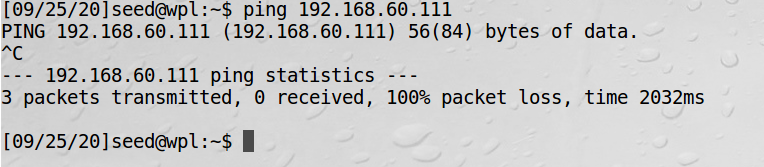 [09/25/20]seed@wpl:~$ ping 192.168.60.111
PING 192.168.60.111 (192.168.60.111) 56(84) bytes of data.
^C
--- 192.168.60.111 ping statistics ---
3 packets transmitted, 0 received, 100% packet loss, time 2032ms
[09/25/20]seed@wpl:~$